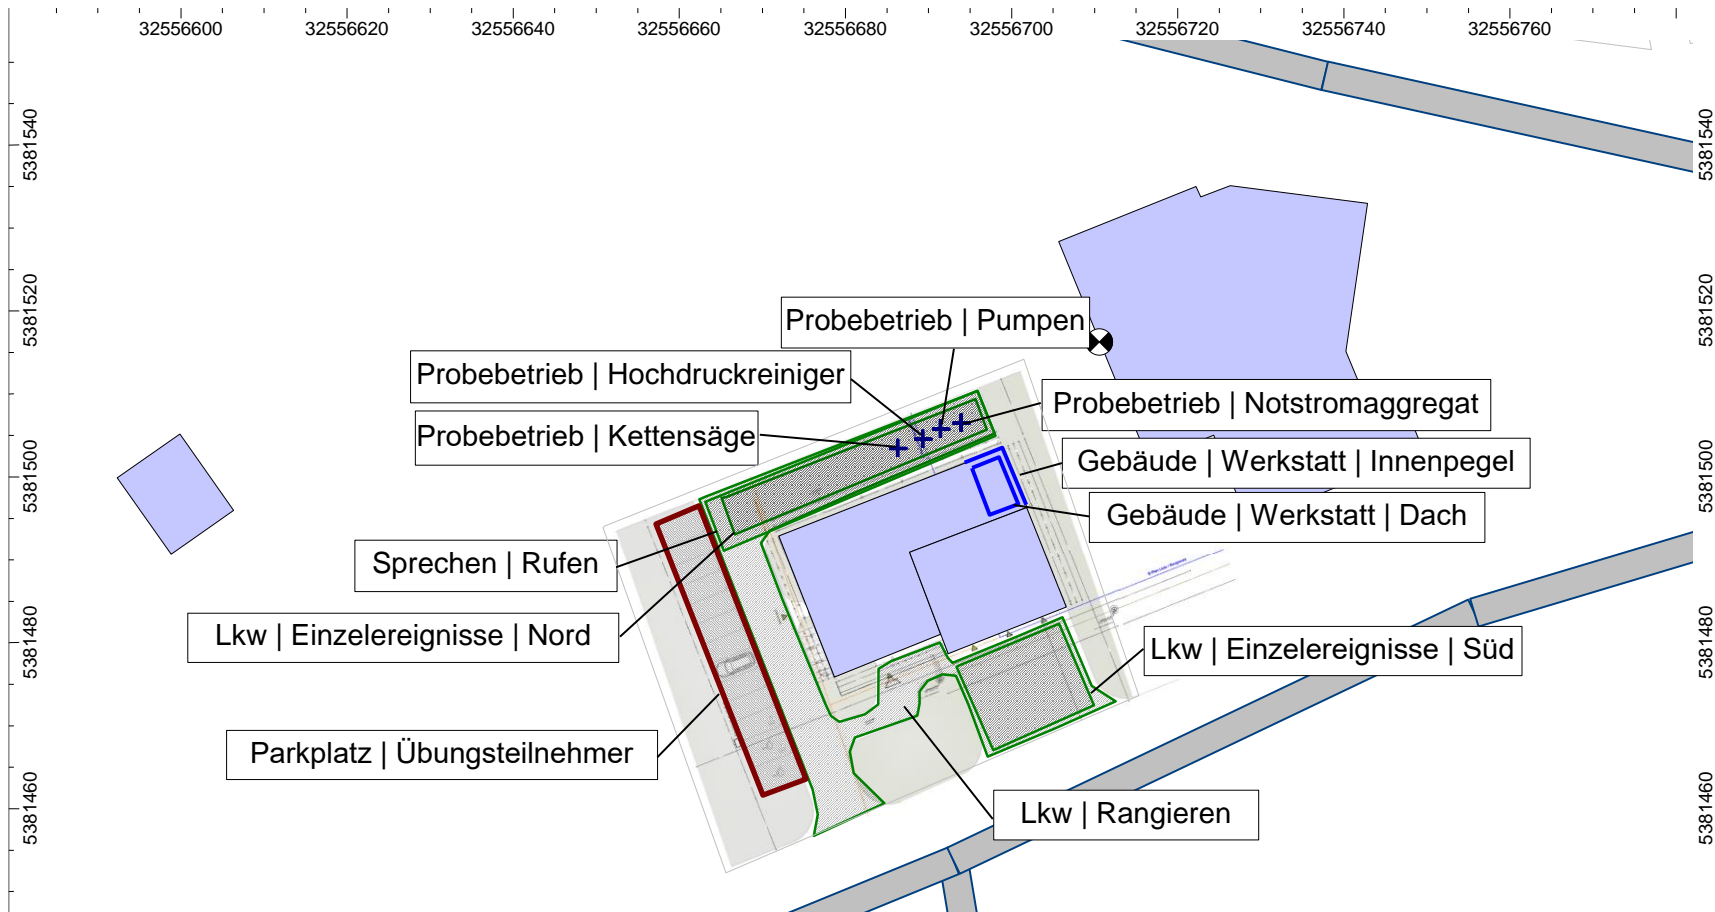 32556600 32556620 32556640 32556660 32556680 32556700 32556720 32556740 32556760
5381540 5381540
5381520 5381520
Probebetrieb | Pumpen
Probebetrieb | Hochdruckreiniger
Probebetrieb | Notstromaggregat
Probebetrieb | Kettensäge
Gebäude | Werkstatt | Innenpegel
5381500 5381500
Gebäude | Werkstatt | Dach
Sprechen | Rufen
Lkw | Einzelereignisse | Nord
Lkw | Einzelereignisse | Süd
5381480 5381480
Parkplatz | Übungsteilnehmer
Lkw | Rangieren
5381460 5381460